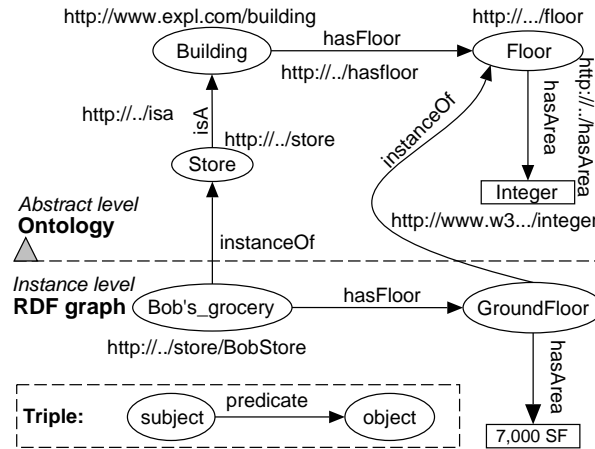 http://www.expl.com/building
http://.../floor
Building
hasFloor
Floor
http://../hasfloor
http://../isa
isA
http://../store
Store
instanceOf
hasArea
http://../hasArea
Integer
http://www.w3.../integer
Abstract level
Ontology
instanceOf
Instance level
RDF graph
Bob's_grocery
hasFloor
GroundFloor
http://../store/BobStore
hasArea
Triple:
subject
predicate
object
7,000 SF